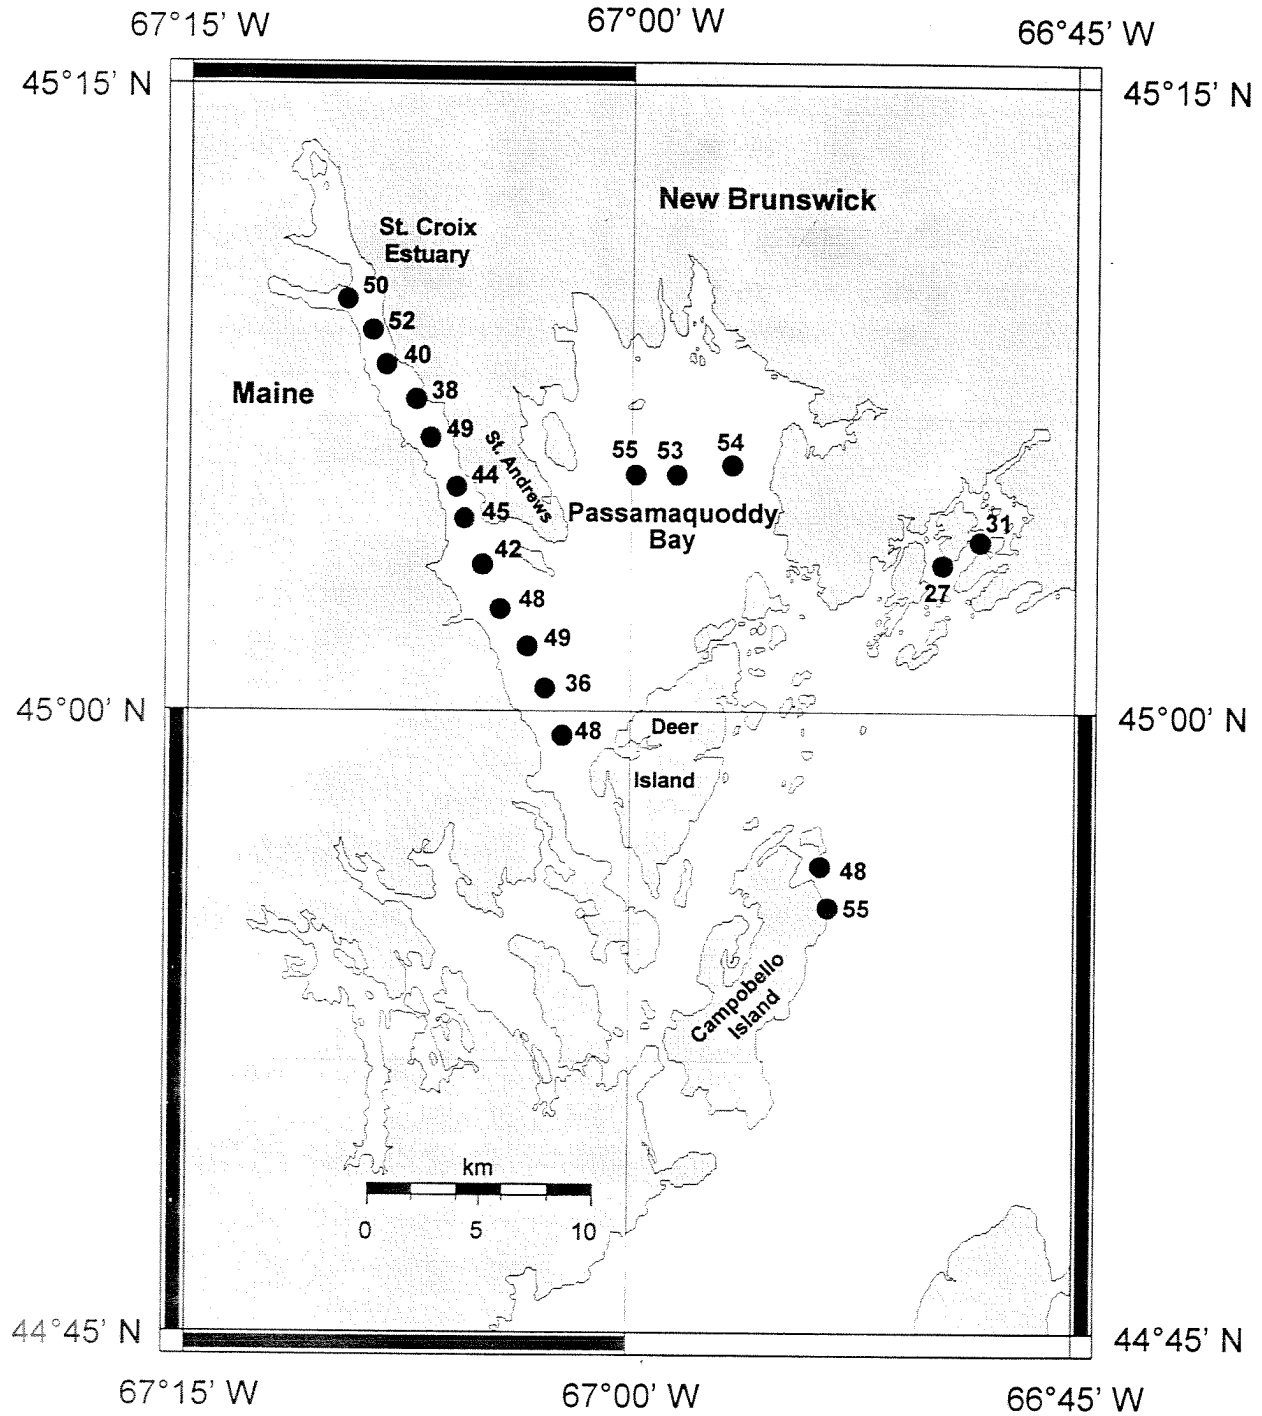 67°15' W
67°00' W
66°45' W
45°15' N
45°15' N
New Brunswick
St. Croix
Estuary
50
52
40
Maine
38
49
St. Andrews
55
53
54
44
45
Passamaquoddy
Bay
31
42
27
48
49
36
45°00' N
48
Deer
45°00' N
Island
48
55
Campobello
Island
km
0
5
10
44°45' N
44°45' N
67°15' W
67°00' W
66°45' W